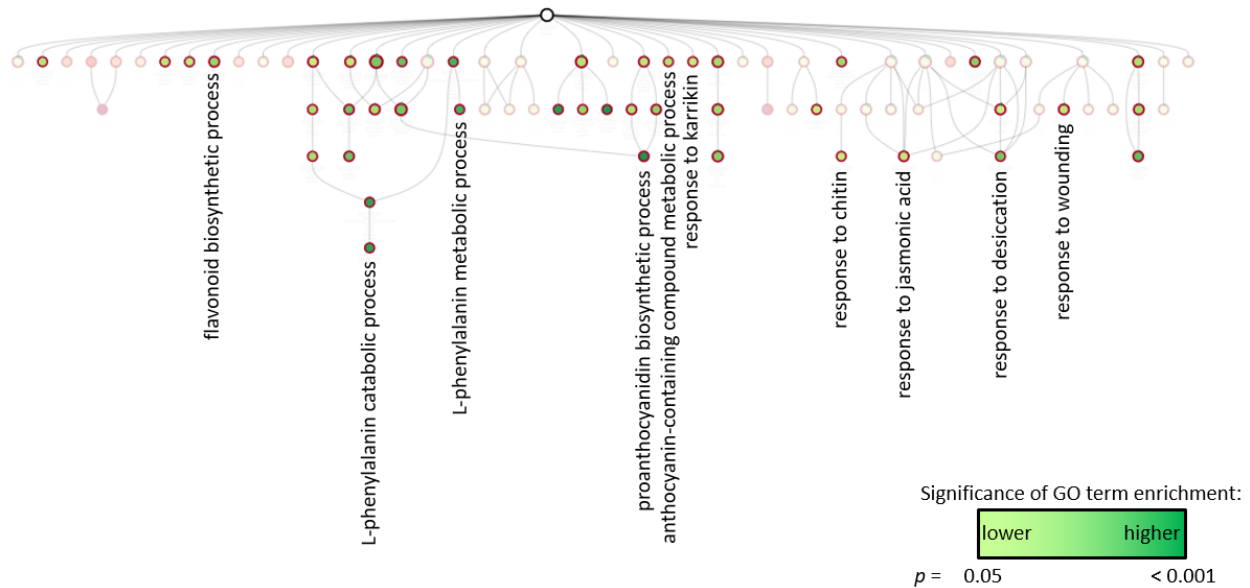 flavonoid biosynthetic process
L-phenylalanin catabolic process
L-phenylalanin metabolic process
proanthocyanidin biosynthetic process
anthocyanin-containing compound metabolic process
response to karrikin
response to chitin
response to jasmonic acid
response to desiccation
response to wounding
Significance of GO term enrichment:
lower higher
p = 0.05 < 0.001